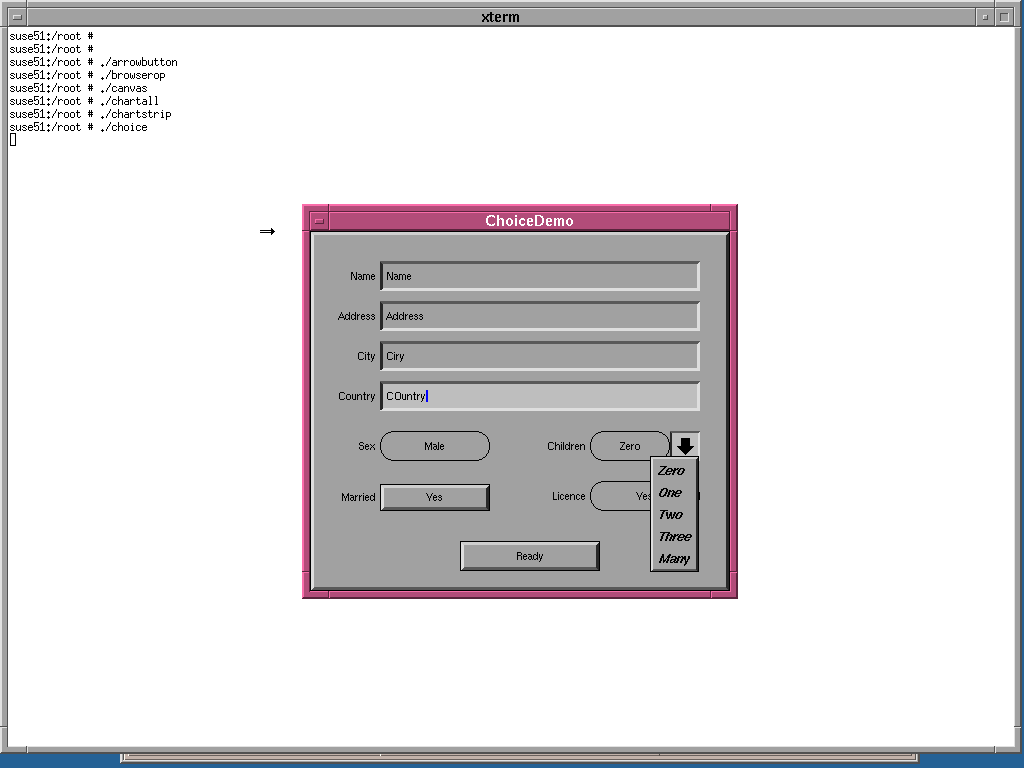 xterm
suse51:/root #
suse51:/root #
suse51:/root # ./arrowbutton
suse51:/root # ./browserop
suse51:/root # ./canvas
suse51:/root # ./chartall
suse51:/root # ./chartstrip
suse51:/root # ./choice
ChoiceDemo
Name Name
Address Address
City Ciry
Country COuntry
Sex Male Children Zero
Married Yes Licence Yes
Zero
One
Two
Three
Many
Ready